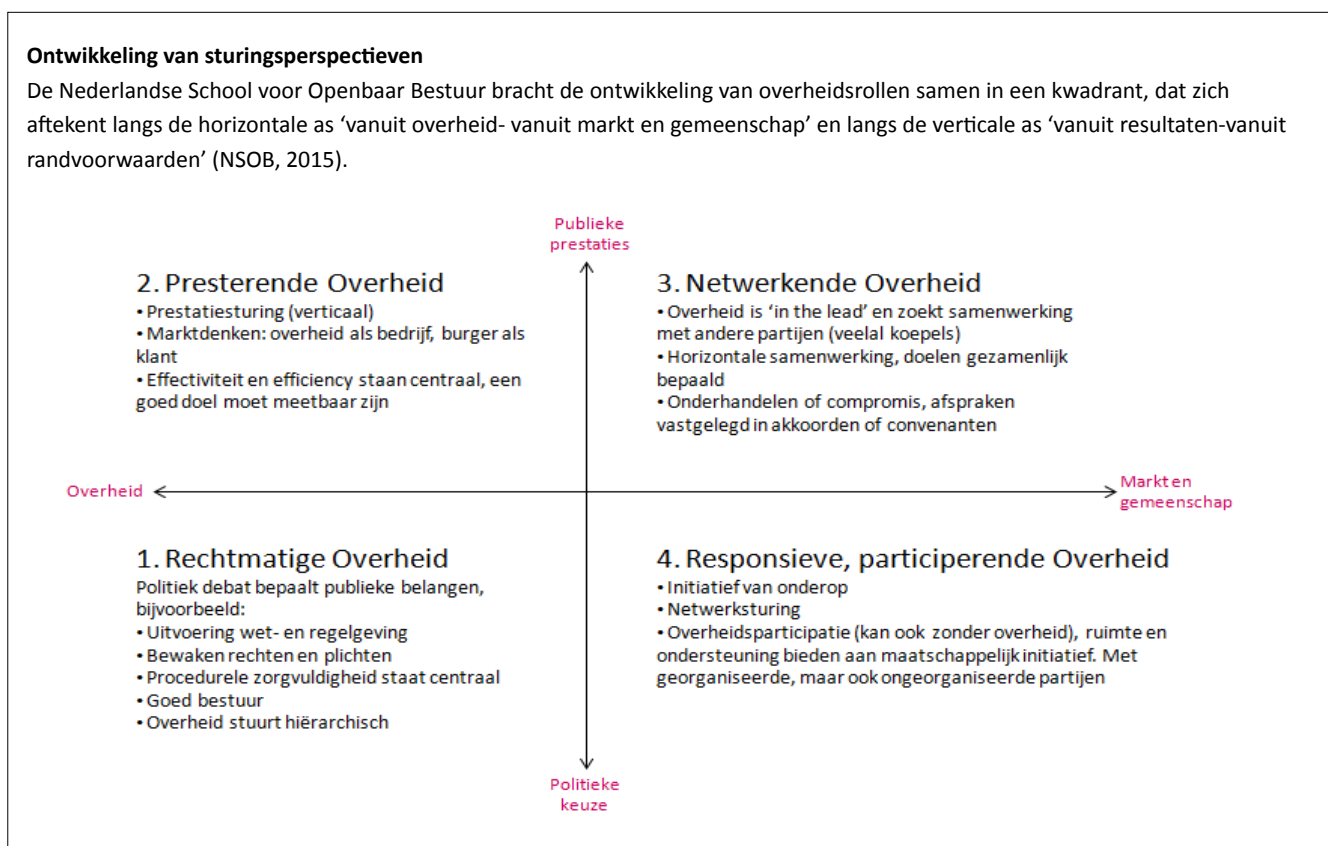 Ontwikkeling van sturingsperspectieven
De Nederlandse School voor Openbaar Bestuur bracht de ontwikkeling van overheidsrollen samen in een kwadrant, dat zich
aftekent langs de horizontale as ‘vanuit overheid- vanuit markt en gemeenschap’ en langs de verticale as ‘vanuit resultaten-vanuit
randvoorwaarden’ (NSOB, 2015).
Publieke
prestaties
2. Presterende Overheid
• Prestatiesturing (verticaal)
• Marktdenken: overheid als bedrijf, burger als
klant
• Effectiviteit en efficiency staan centraal, een
goed doel moet meetbaar zijn
3. Netwerkende Overheid
• Overheid is ‘in the lead’ en zoekt samenwerking
met andere partijen (veelal koepels)
• Horizontale samenwerking, doelen gezamenlijk
bepaald
• Onderhandelen of compromis, afspraken
vastgelegd in akkoorden of convenanten
Overheid
Markt en
gemeenschap
1. Rechtmatige Overheid
Politiek debat bepaalt publieke belangen,
bijvoorbeeld:
• Uitvoering wet- en regelgeving
• Bewaken rechten en plichten
• Procedurele zorgvuldigheid staat centraal
• Goed bestuur
• Overheid stuurt hiërarchisch
4. Responsieve, participerende Overheid
• Initiatief van onderop
• Netwerksturing
• Overheidsparticipatie (kan ook zonder overheid), ruimte en
ondersteuning bieden aan maatschappelijk initiatief. Met
georganiseerde, maar ook ongeorganiseerde partijen
Politieke
keuze